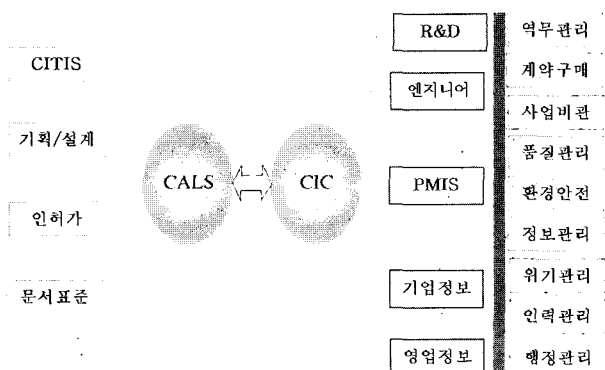 CITIS
기획/설계
인허가
문서표준
CALS
CIC
R&D
엔지니어
PMIS
기업정보
영업정보
역무관리
계약구매
사업비관
품질관리
환경안전
정보관리
위기관리
인력관리
행정관리